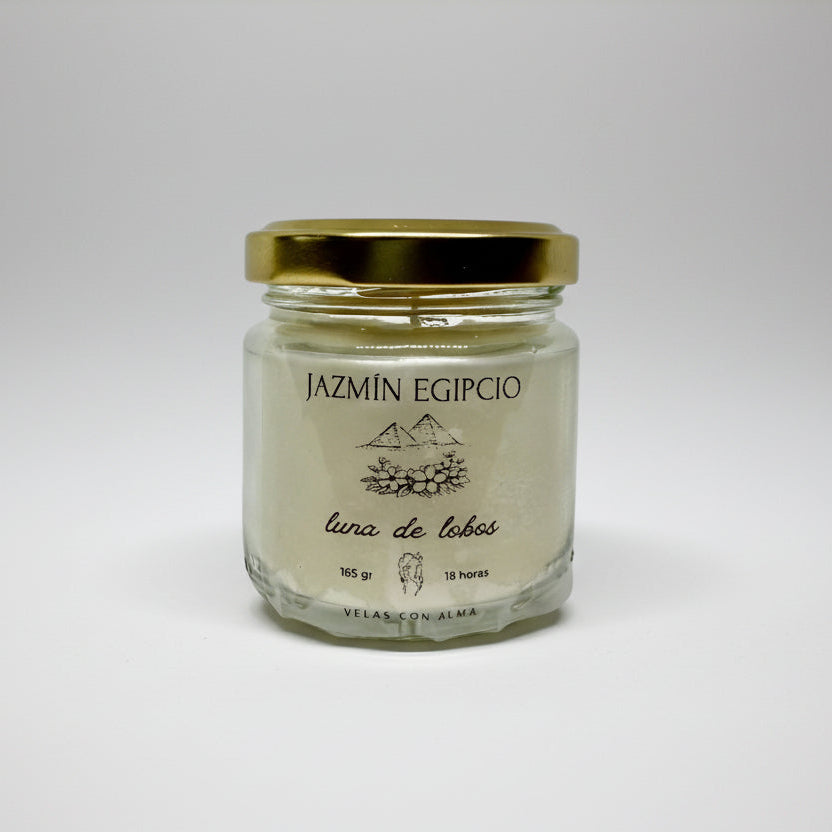 JAZMÍN EGIPCIO
luna de lobos
165 gr 18 horas
VELAS CON ALMA